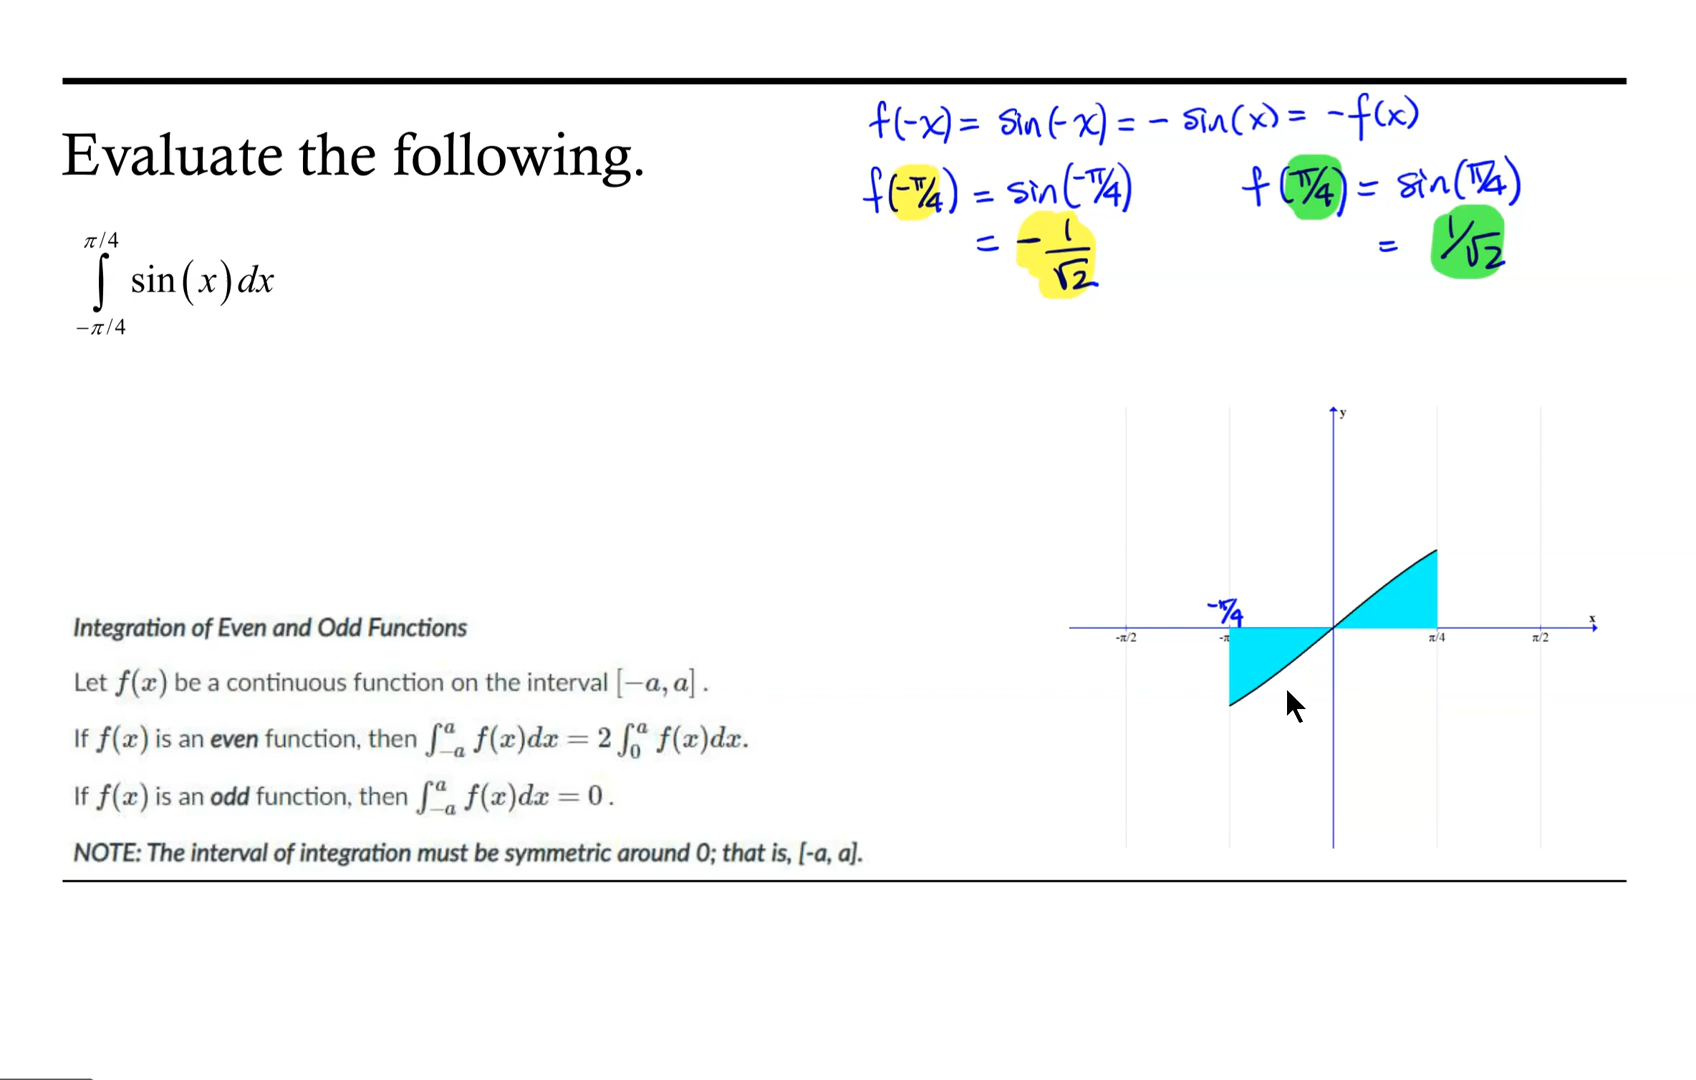 Evaluate the following.
f(-x) = sin(-x) = - sin(x) = -f(x)
f(-π/4) = sin(-π/4)
= - 1/√2
f(π/4) = sin(π/4)
= 1/√2
π/4
∫ sin(x) dx
-π/4
y
-π/4
x
-π/2
-π
π/4
π/2
Integration of Even and Odd Functions
Let f(x) be a continuous function on the interval [−a, a] .
If f(x) is an even function, then ∫_{−a}^{a} f(x)dx = 2 ∫_{0}^{a} f(x)dx.
If f(x) is an odd function, then ∫_{−a}^{a} f(x)dx = 0 .
NOTE: The interval of integration must be symmetric around 0; that is, [-a, a].